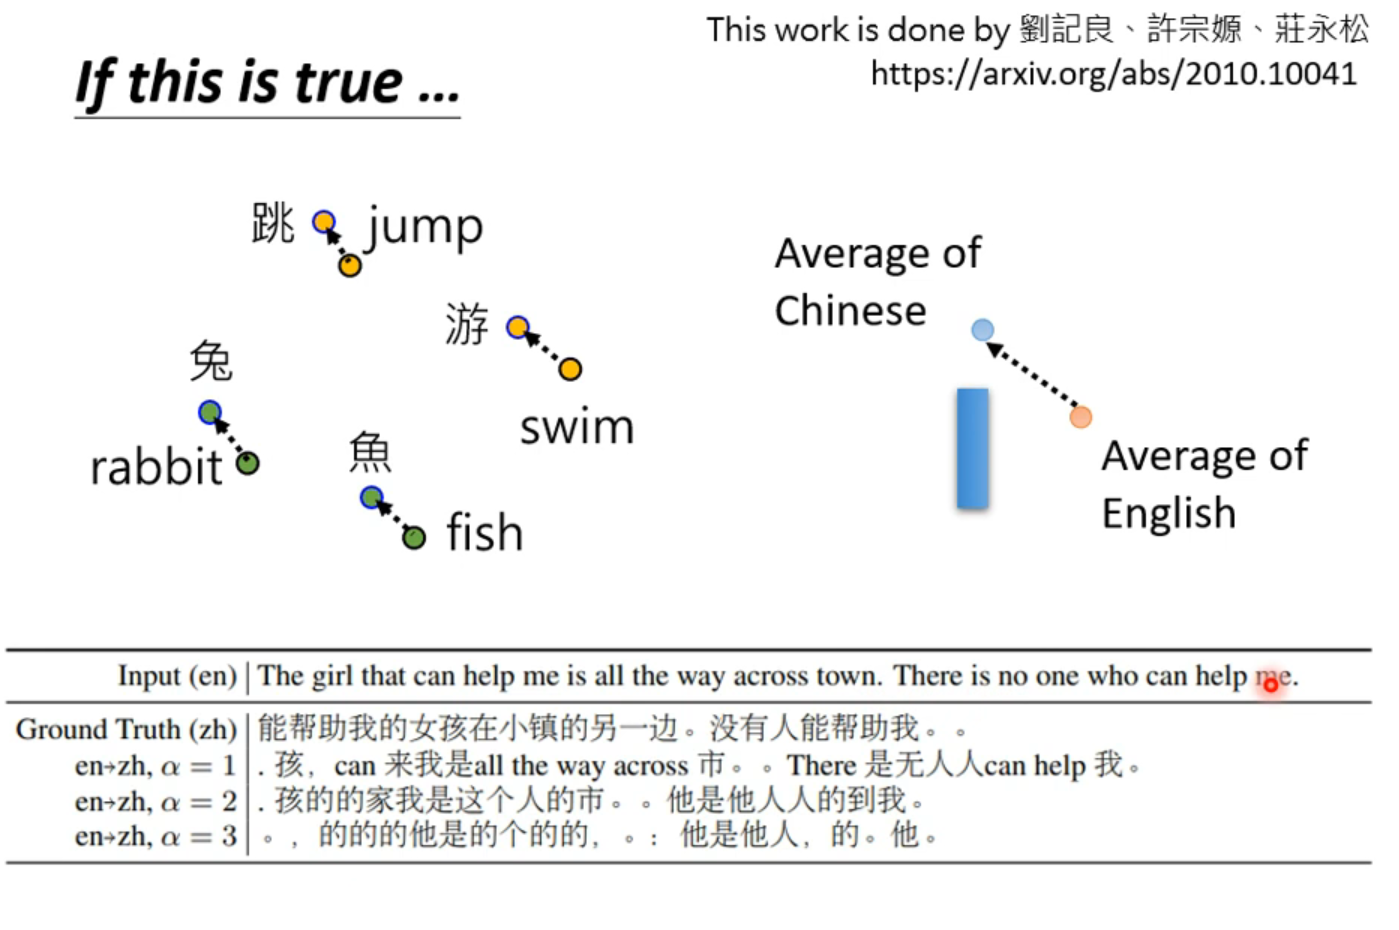 This work is done by 劉記良、許宗嫄、莊永松
https://arxiv.org/abs/2010.10041
If this is true ...
跳 jump
游
swim
兔
rabbit
魚
fish
Average of
Chinese
Average of
English
Input (en) | The girl that can help me is all the way across town. There is no one who can help me.
Ground Truth (zh) | 能帮助我的女孩在小镇的另一边。没有人能帮助我。。
en→zh, α = 1 | . 孩，can 来我是all the way across 市。。There 是无人人can help 我。
en→zh, α = 2 | . 孩的的家我是这个人的市。。他是他人人的到我。
en→zh, α = 3 | 。，的的的他是的个的的，。：他是他人，的。他。